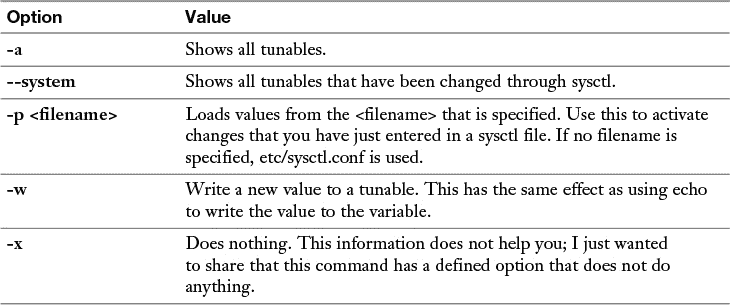 Option Value
-a Shows all tunables.
--system Shows all tunables that have been changed through sysctl.
-p <filename> Loads values from the <filename> that is specified. Use this to activate
changes that you have just entered in a sysctl file. If no filename is
specified, etc/sysctl.conf is used.
-w Write a new value to a tunable. This has the same effect as using echo
to write the value to the variable.
-x Does nothing. This information does not help you; I just wanted
to share that this command has a defined option that does not do
anything.